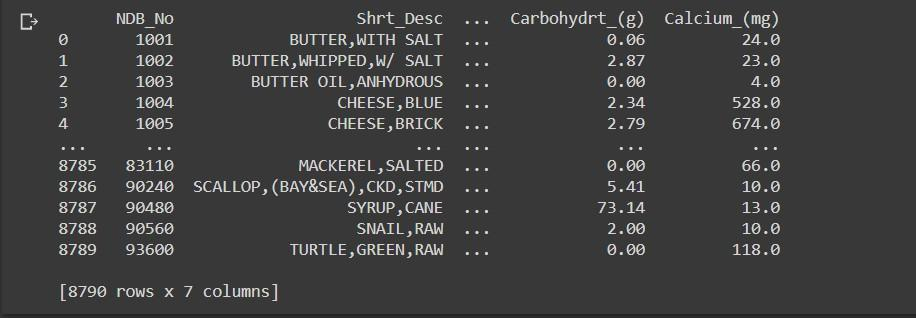 NDB_No Shrt_Desc ... Carbohydrt_(g) Calcium_(mg)
0 1001 BUTTER,WITH SALT ... 0.06 24.0
1 1002 BUTTER,WHIPPED,W/ SALT ... 2.87 23.0
2 1003 BUTTER OIL,ANHYDROUS ... 0.00 4.0
3 1004 CHEESE,BLUE ... 2.34 528.0
4 1005 CHEESE,BRICK ... 2.79 674.0
... ... ... ... ... ...
8785 83110 MACKEREL,SALTED ... 0.00 66.0
8786 90240 SCALLOP,(BAY&SEA),CKD,STMD ... 5.41 10.0
8787 90480 SYRUP,CANE ... 73.14 13.0
8788 90560 SNAIL,RAW ... 2.00 10.0
8789 93600 TURTLE,GREEN,RAW ... 0.00 118.0
[8790 rows x 7 columns]